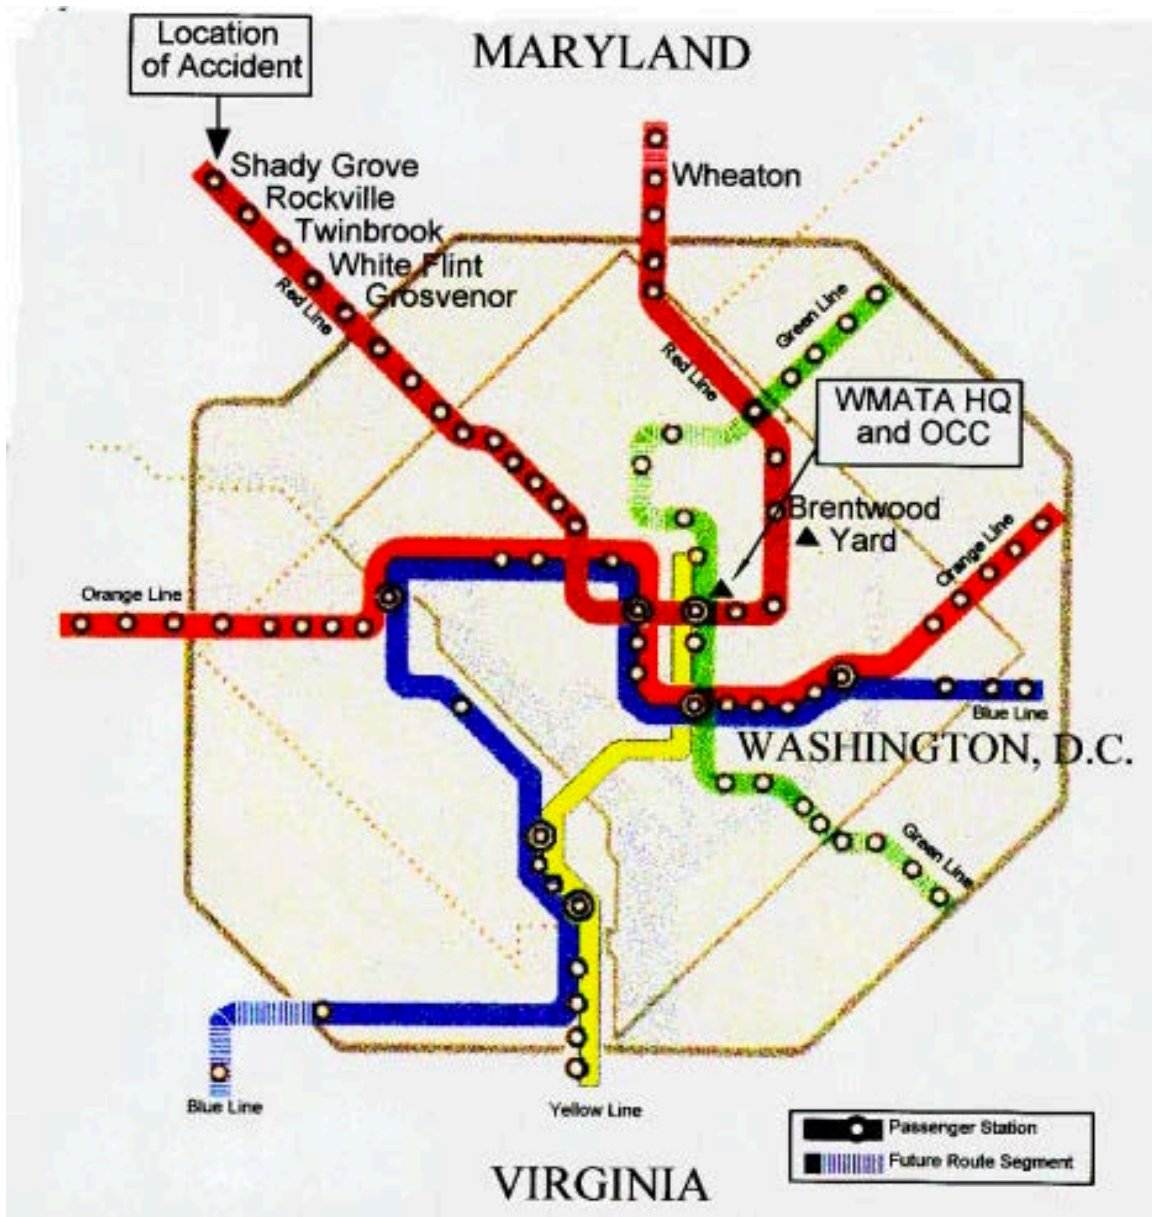 Location
of Accident
MARYLAND
Shady Grove
Rockville
Twinbrook
White Flint
Grosvenor
Red Line
Wheaton
Green Line
Red Line
WMATA HQ
and OCC
Brentwood
Yard
Orange Line
Orange Line
Blue Line
WASHINGTON, D.C.
Green Line
Blue Line
Yellow Line
Passenger Station
Future Route Segment
VIRGINIA